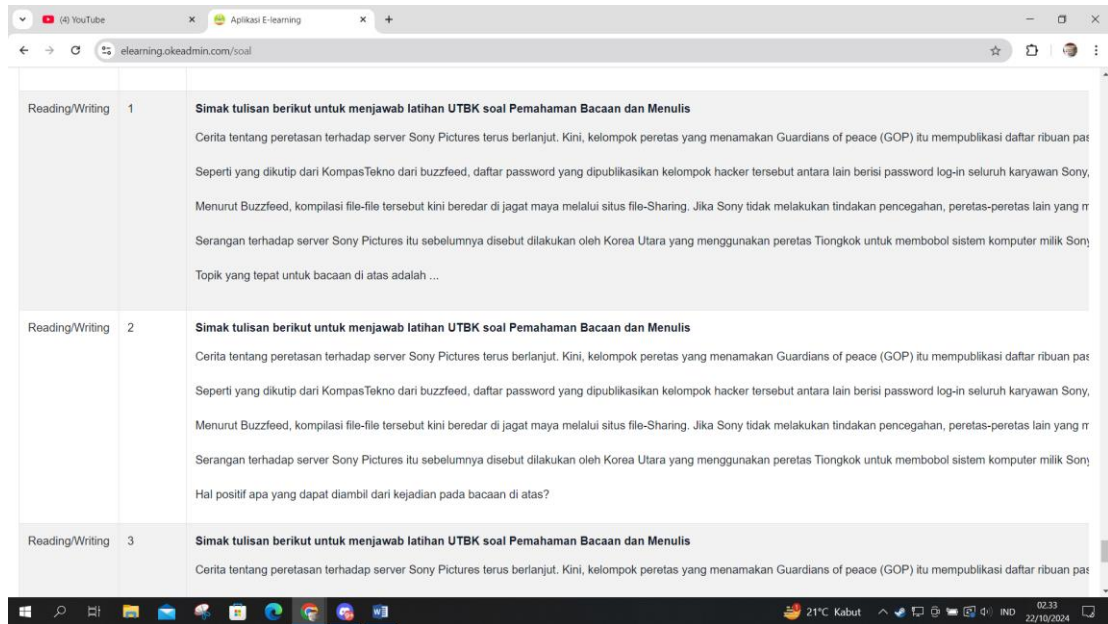 (4) YouTube
Aplikasi E-learning
elearning.okeadmin.com/soal
Reading/Writing 1 Simak tulisan berikut untuk menjawab latihan UTBK soal Pemahaman Bacaan dan Menulis
Cerita tentang peretasan terhadap server Sony Pictures terus berlanjut. Kini, kelompok peretas yang menamakan Guardians of peace (GOP) itu mempublikasi daftar ribuan pas
Seperti yang dikutip dari KompasTekno dari buzzfeed, daftar password yang dipublikasikan kelompok hacker tersebut antara lain berisi password log-in seluruh karyawan Sony,
Menurut Buzzfeed, kompilasi file-file tersebut kini beredar di jagat maya melalui situs file-Sharing. Jika Sony tidak melakukan tindakan pencegahan, peretas-peretas lain yang m
Serangan terhadap server Sony Pictures itu sebelumnya disebut dilakukan oleh Korea Utara yang menggunakan peretas Tiongkok untuk membobol sistem komputer milik Sony
Topik yang tepat untuk bacaan di atas adalah ...
Reading/Writing 2 Simak tulisan berikut untuk menjawab latihan UTBK soal Pemahaman Bacaan dan Menulis
Cerita tentang peretasan terhadap server Sony Pictures terus berlanjut. Kini, kelompok peretas yang menamakan Guardians of peace (GOP) itu mempublikasi daftar ribuan pas
Seperti yang dikutip dari KompasTekno dari buzzfeed, daftar password yang dipublikasikan kelompok hacker tersebut antara lain berisi password log-in seluruh karyawan Sony,
Menurut Buzzfeed, kompilasi file-file tersebut kini beredar di jagat maya melalui situs file-Sharing. Jika Sony tidak melakukan tindakan pencegahan, peretas-peretas lain yang m
Serangan terhadap server Sony Pictures itu sebelumnya disebut dilakukan oleh Korea Utara yang menggunakan peretas Tiongkok untuk membobol sistem komputer milik Sony
Hal positif apa yang dapat diambil dari kejadian pada bacaan di atas?
Reading/Writing 3 Simak tulisan berikut untuk menjawab latihan UTBK soal Pemahaman Bacaan dan Menulis
Cerita tentang peretasan terhadap server Sony Pictures terus berlanjut. Kini, kelompok peretas yang menamakan Guardians of peace (GOP) itu mempublikasi daftar ribuan pas
21°C Kabut
IND
02.33
22/10/2024